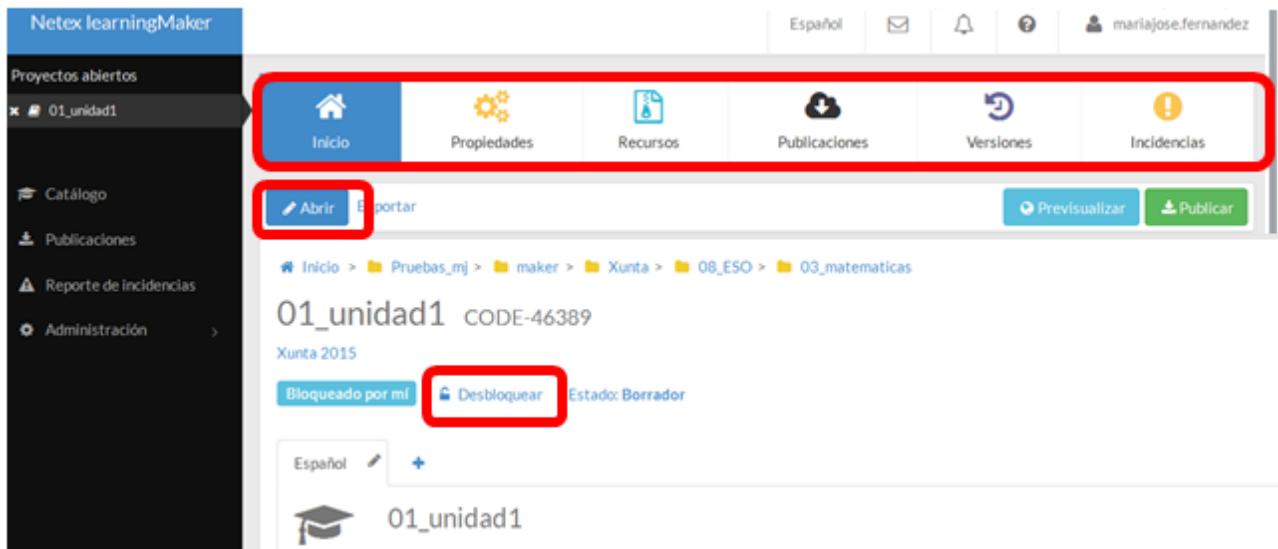 Netex learningMaker
Español
mariajose.fernandez
Proyectos abiertos
01_unidad1
Inicio
Propiedades
Recursos
Publicaciones
Versiones
Incidencias
Catálogo
Publicaciones
Reporte de incidencias
Administración >
Abrir
Previsualizar
Publicar
Inicio > Pruebas_mj > maker > Xunta > 08_ESO > 03_matematicas
01_unidad1 CODE-46389
Xunta 2015
Bloqueado por mí Desbloquear Estado: Borrador
Español +
01_unidad1